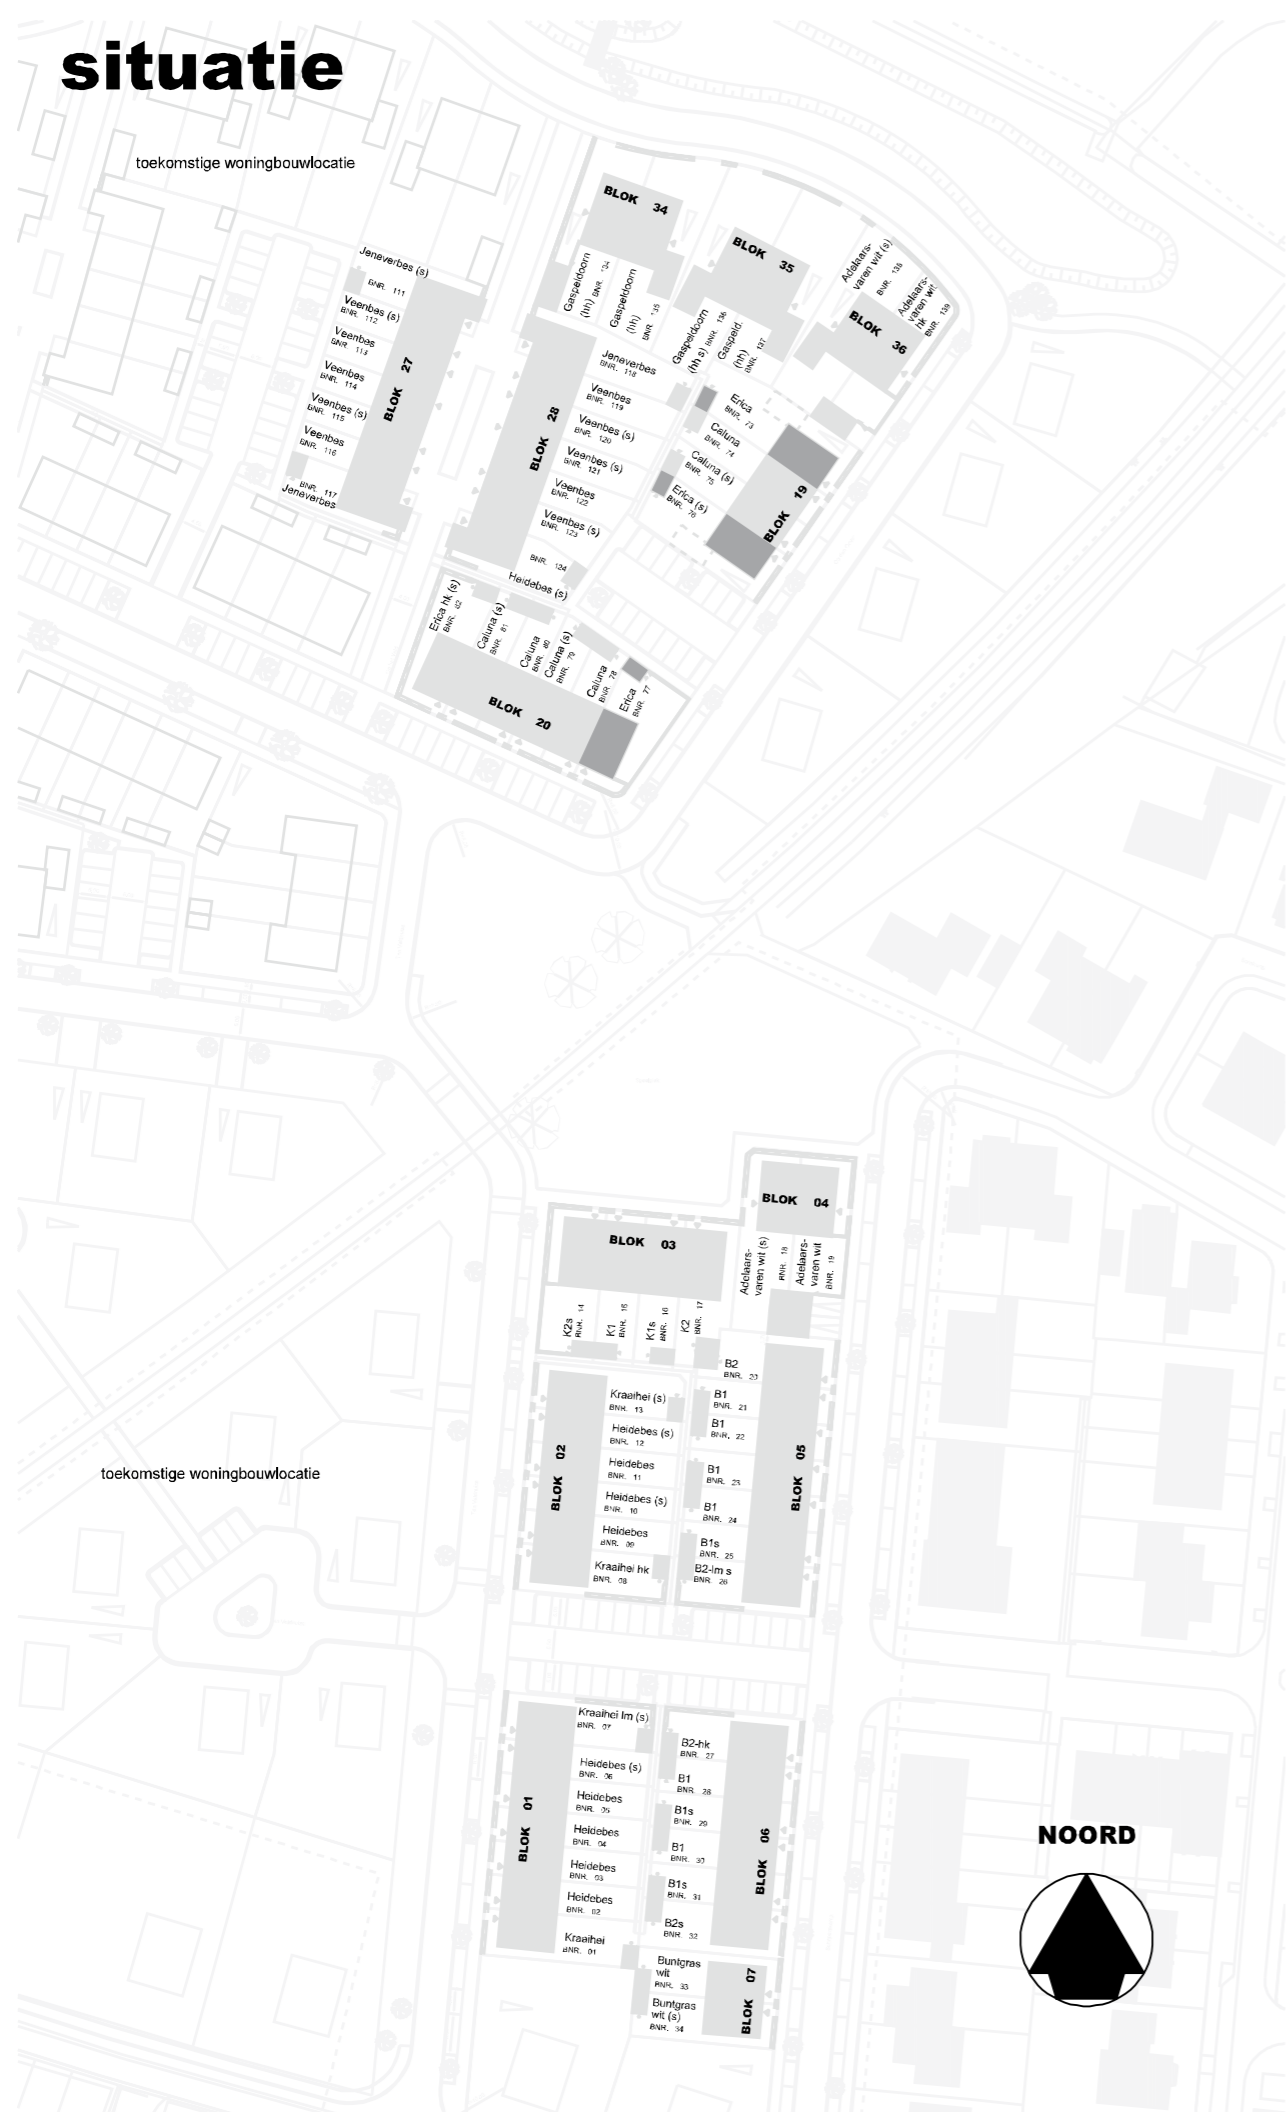 situatie
toekomstige woningbouwlocatie
BLOK 34
BLOK 35
BLOK 36
Gaspeldoorn
(hh) BNR. 134
Gaspeldoorn
(hh)
BNR. 135
Gaspeldoorn
(hh s) BNR. 136
Gaspeld.
(hh)
BNR. 137
Adelaars-
varen wit (s)
BNR. 138
Adelaars-
varen wit
hk
BNR. 139
Jeneverbes (s)
BNR. 111
Veenbes (s)
BNR. 112
Veenbes
BNR. 113
Veenbes
BNR. 114
Veenbes (s)
BNR. 115
Veenbes
BNR. 116
BNR. 117
Jeneverbes
BLOK 27
BLOK 28
Jeneverbes
BNR. 118
Veenbes
BNR. 119
Veenbes (s)
BNR. 120
Veenbes (s)
BNR. 121
Veenbes
BNR. 122
Veenbes (s)
BNR. 123
BNR. 124
Heidebes (s)
Erica
BNR. 73
Caluna
BNR. 74
Caluna (s)
BNR. 75
Erica (s)
BNR. 76
BLOK 19
Erica hk (s)
BNR. 82
Caluna (s)
BNR. 81
Caluna
BNR. 80
Caluna (s)
BNR. 79
Caluna
BNR. 78
Erica
BNR. 77
BLOK 20
BLOK 04
BLOK 03
Adelaars-
varen wit (s)
BNR. 18
Adelaars-
varen wit
BNR. 19
K2s
BNR. 14
K1
BNR. 15
K1s
BNR. 16
K2
BNR. 17
B2
BNR. 20
B1
BNR. 21
B1
BNR. 22
B1
BNR. 23
B1
BNR. 24
B1s
BNR. 25
B2-lm s
BNR. 26
BLOK 05
Kraaihei (s)
BNR. 13
Heidebes (s)
BNR. 12
Heidebes
BNR. 11
Heidebes (s)
BNR. 10
Heidebes
BNR. 09
Kraaihei hk
BNR. 08
BLOK 02
toekomstige woningbouwlocatie
Kraaihei lm (s)
BNR. 07
Heidebes (s)
BNR. 06
Heidebes
BNR. 05
Heidebes
BNR. 04
Heidebes
BNR. 03
Heidebes
BNR. 02
Kraaihei
BNR. 01
BLOK 01
B2-hk
BNR. 27
B1
BNR. 28
B1s
BNR. 29
B1
BNR. 30
B1s
BNR. 31
B2s
BNR. 32
BLOK 06
Buntgras
wit
BNR. 33
Buntgras
wit (s)
BNR. 34
BLOK 07
NOORD